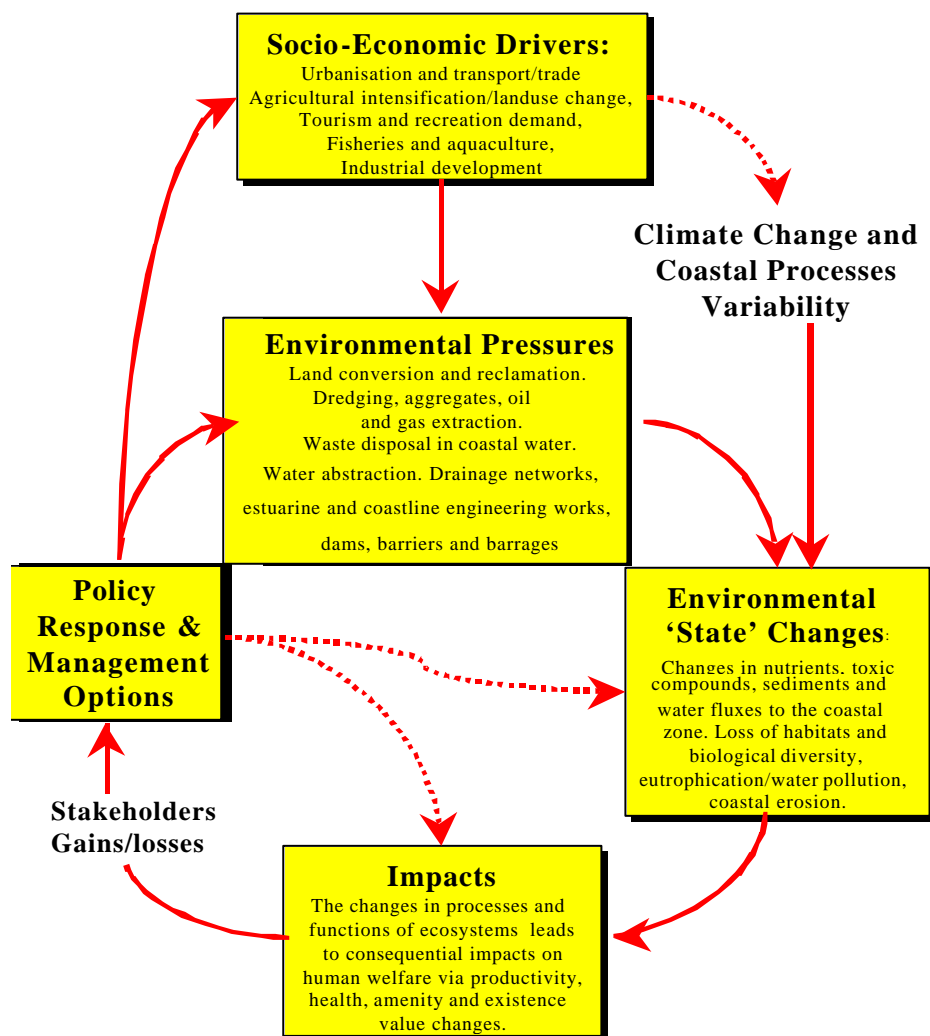 Socio-Economic Drivers:
Urbanisation and transport/trade
Agricultural intensification/landuse change,
Tourism and recreation demand,
Fisheries and aquaculture,
Industrial development
Climate Change and
Coastal Processes
Variability
Environmental Pressures
Land conversion and reclamation.
Dredging, aggregates, oil
and gas extraction.
Waste disposal in coastal water.
Water abstraction. Drainage networks,
estuarine and coastline engineering works,
dams, barriers and barrages
Policy
Response &
Management
Options
Environmental
‘State’ Changes:
Changes in nutrients, toxic
compounds, sediments and
water fluxes to the coastal
zone. Loss of habitats and
biological diversity,
eutrophication/water pollution,
coastal erosion.
Stakeholders
Gains/losses
Impacts
The changes in processes and
functions of ecosystems leads
to consequential impacts on
human welfare via productivity,
health, amenity and existence
value changes.